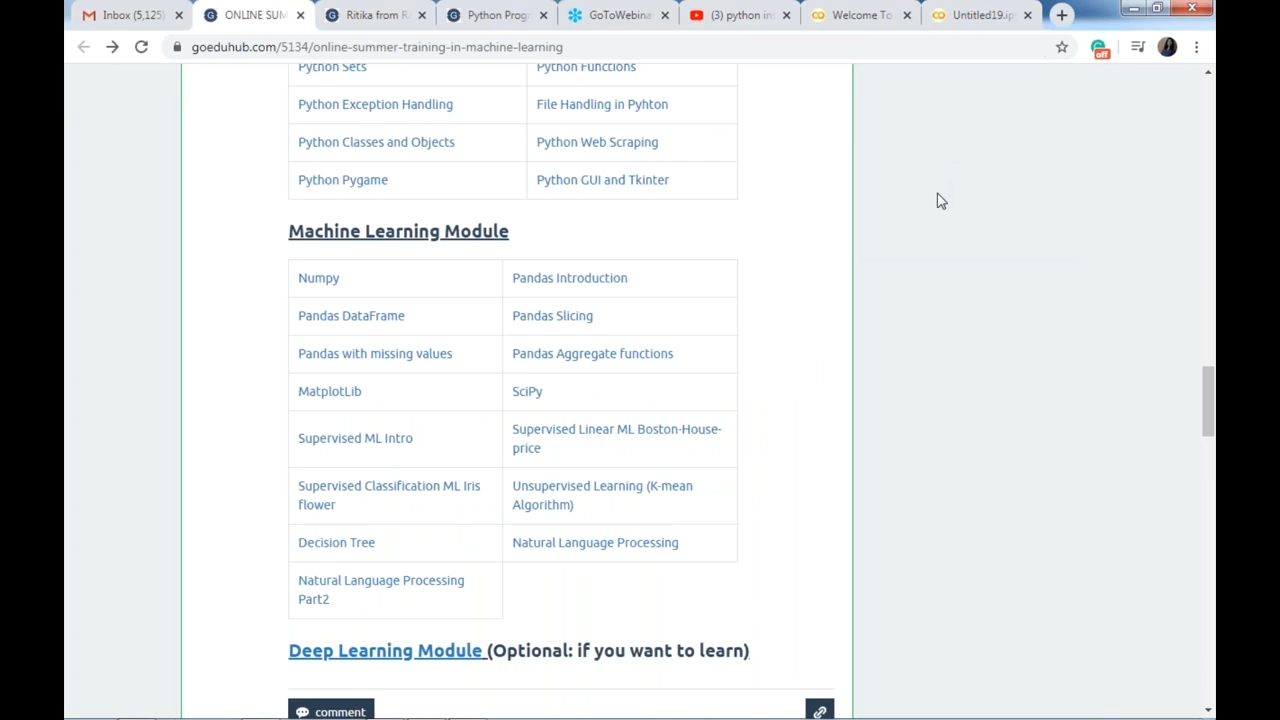 Inbox (5,125)
ONLINE SUM
Ritika from R
Python Prog
GoToWebina
(3) python in
Welcome To
Untitled19.ip
goeduhub.com/5134/online-summer-training-in-machine-learning
off
Python Sets
Python Functions
Python Exception Handling
File Handling in Pyhton
Python Classes and Objects
Python Web Scraping
Python Pygame
Python GUI and Tkinter
Machine Learning Module
Numpy
Pandas Introduction
Pandas DataFrame
Pandas Slicing
Pandas with missing values
Pandas Aggregate functions
MatplotLib
SciPy
Supervised ML Intro
Supervised Linear ML Boston-House-
price
Supervised Classification ML Iris
flower
Unsupervised Learning (K-mean
Algorithm)
Decision Tree
Natural Language Processing
Natural Language Processing
Part2
Deep Learning Module (Optional: if you want to learn)
comment